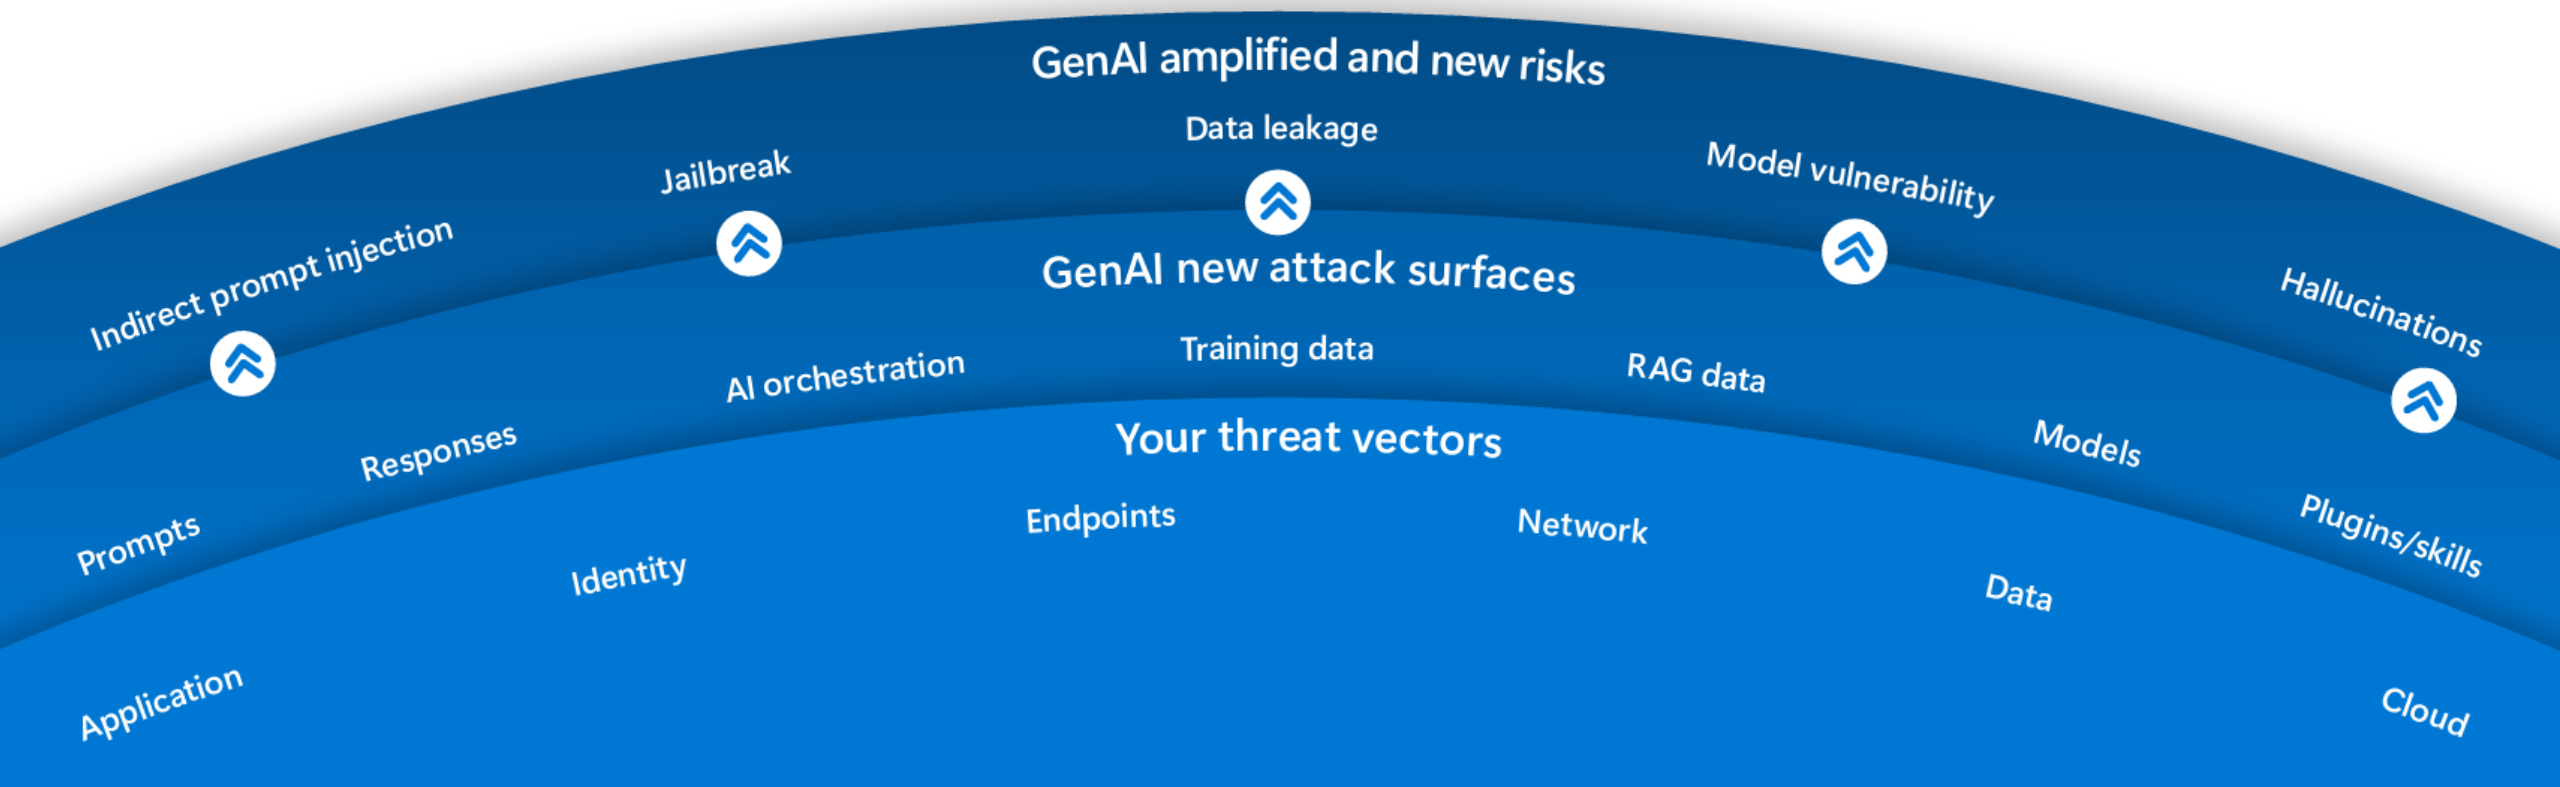 GenAI amplified and new risks
Indirect prompt injection
Jailbreak
Data leakage
Model vulnerability
Hallucinations
GenAI new attack surfaces
Prompts
Responses
AI orchestration
Training data
RAG data
Models
Plugins/skills
Your threat vectors
Application
Identity
Endpoints
Network
Data
Cloud